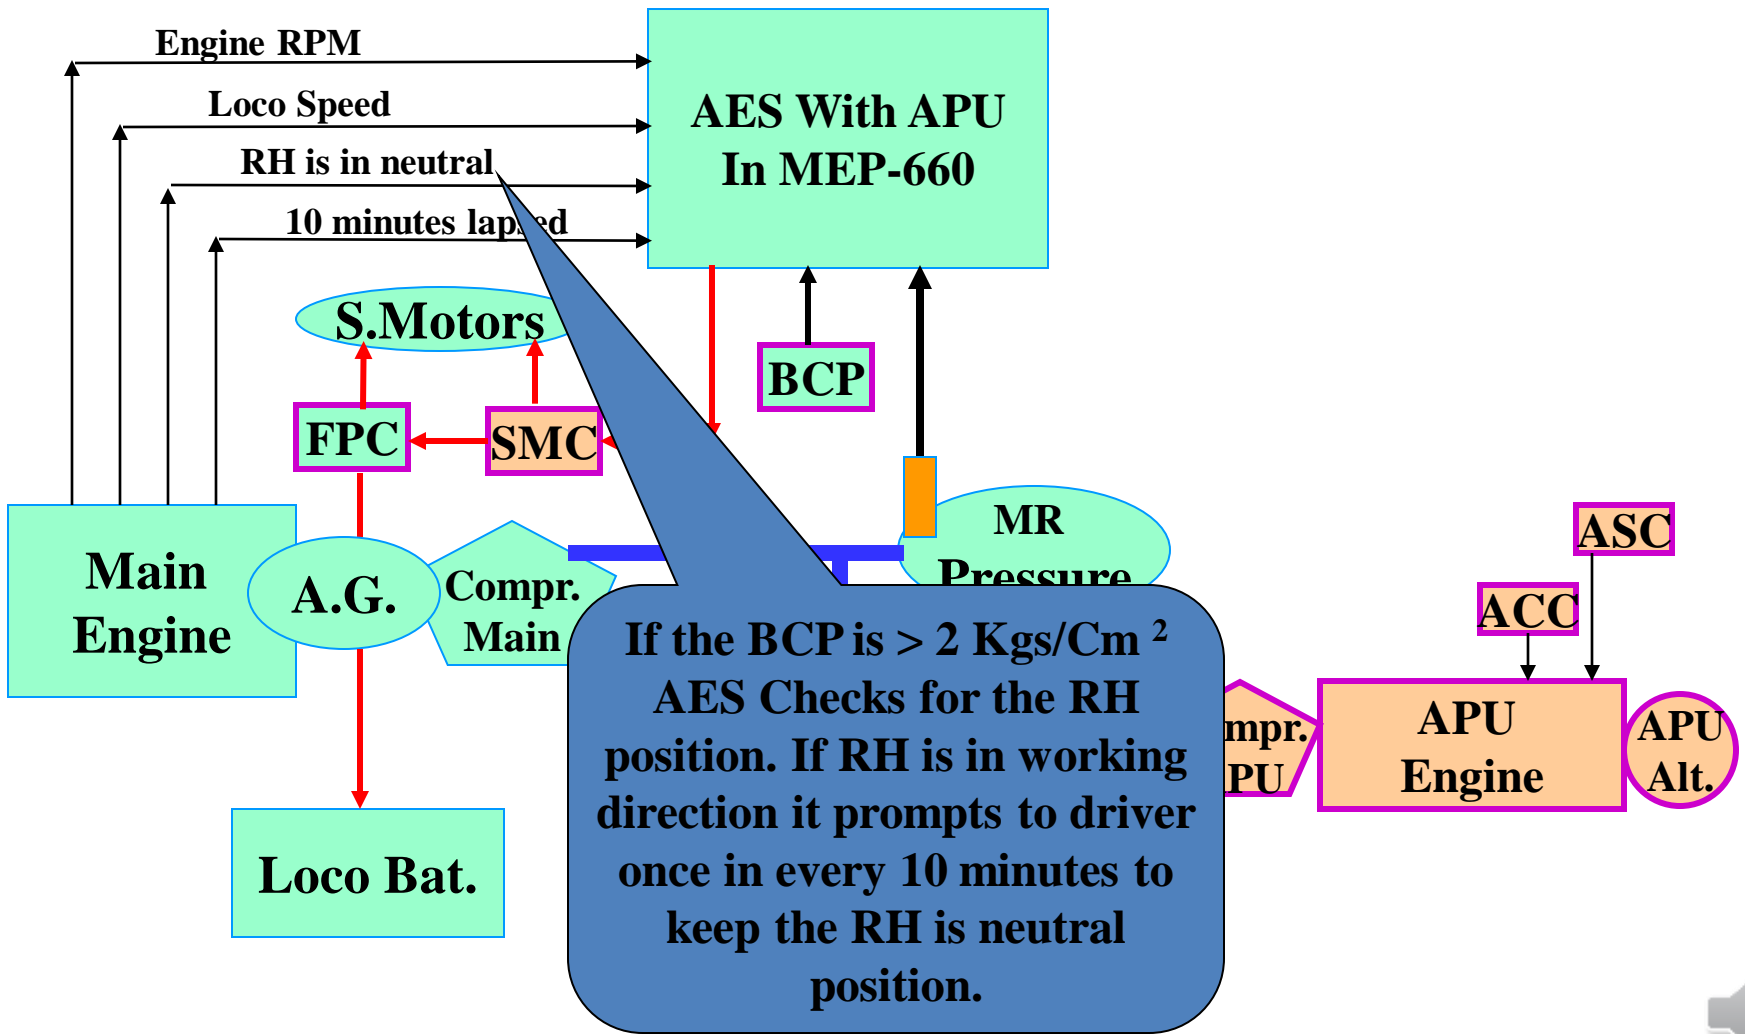 Engine RPM
Loco Speed
RH is in neutral
10 minutes lapsed
AES With APU
In MEP-660
S.Motors
BCP
FPC
SMC
MR
Pressure
ASC
ACC
Main
Engine
A.G.
Compr.
Main
If the BCP is > 2 Kgs/Cm 2
AES Checks for the RH
position. If RH is in working
direction it prompts to driver
once in every 10 minutes to
keep the RH is neutral
position.
mpr.
PU
APU
Engine
APU
Alt.
Loco Bat.